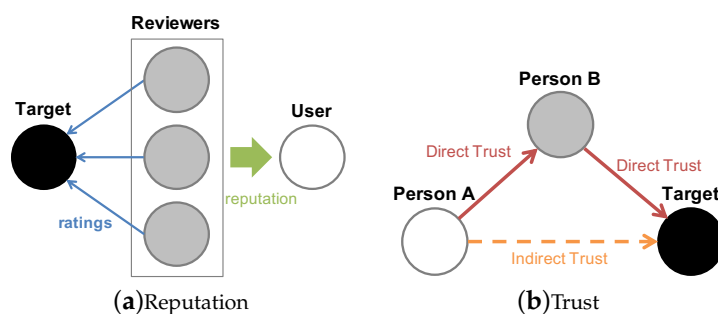 Reviewers
Target
User
ratings
reputation
(a)Reputation
Person B
Direct Trust
Direct Trust
Person A
Target
Indirect Trust
(b)Trust